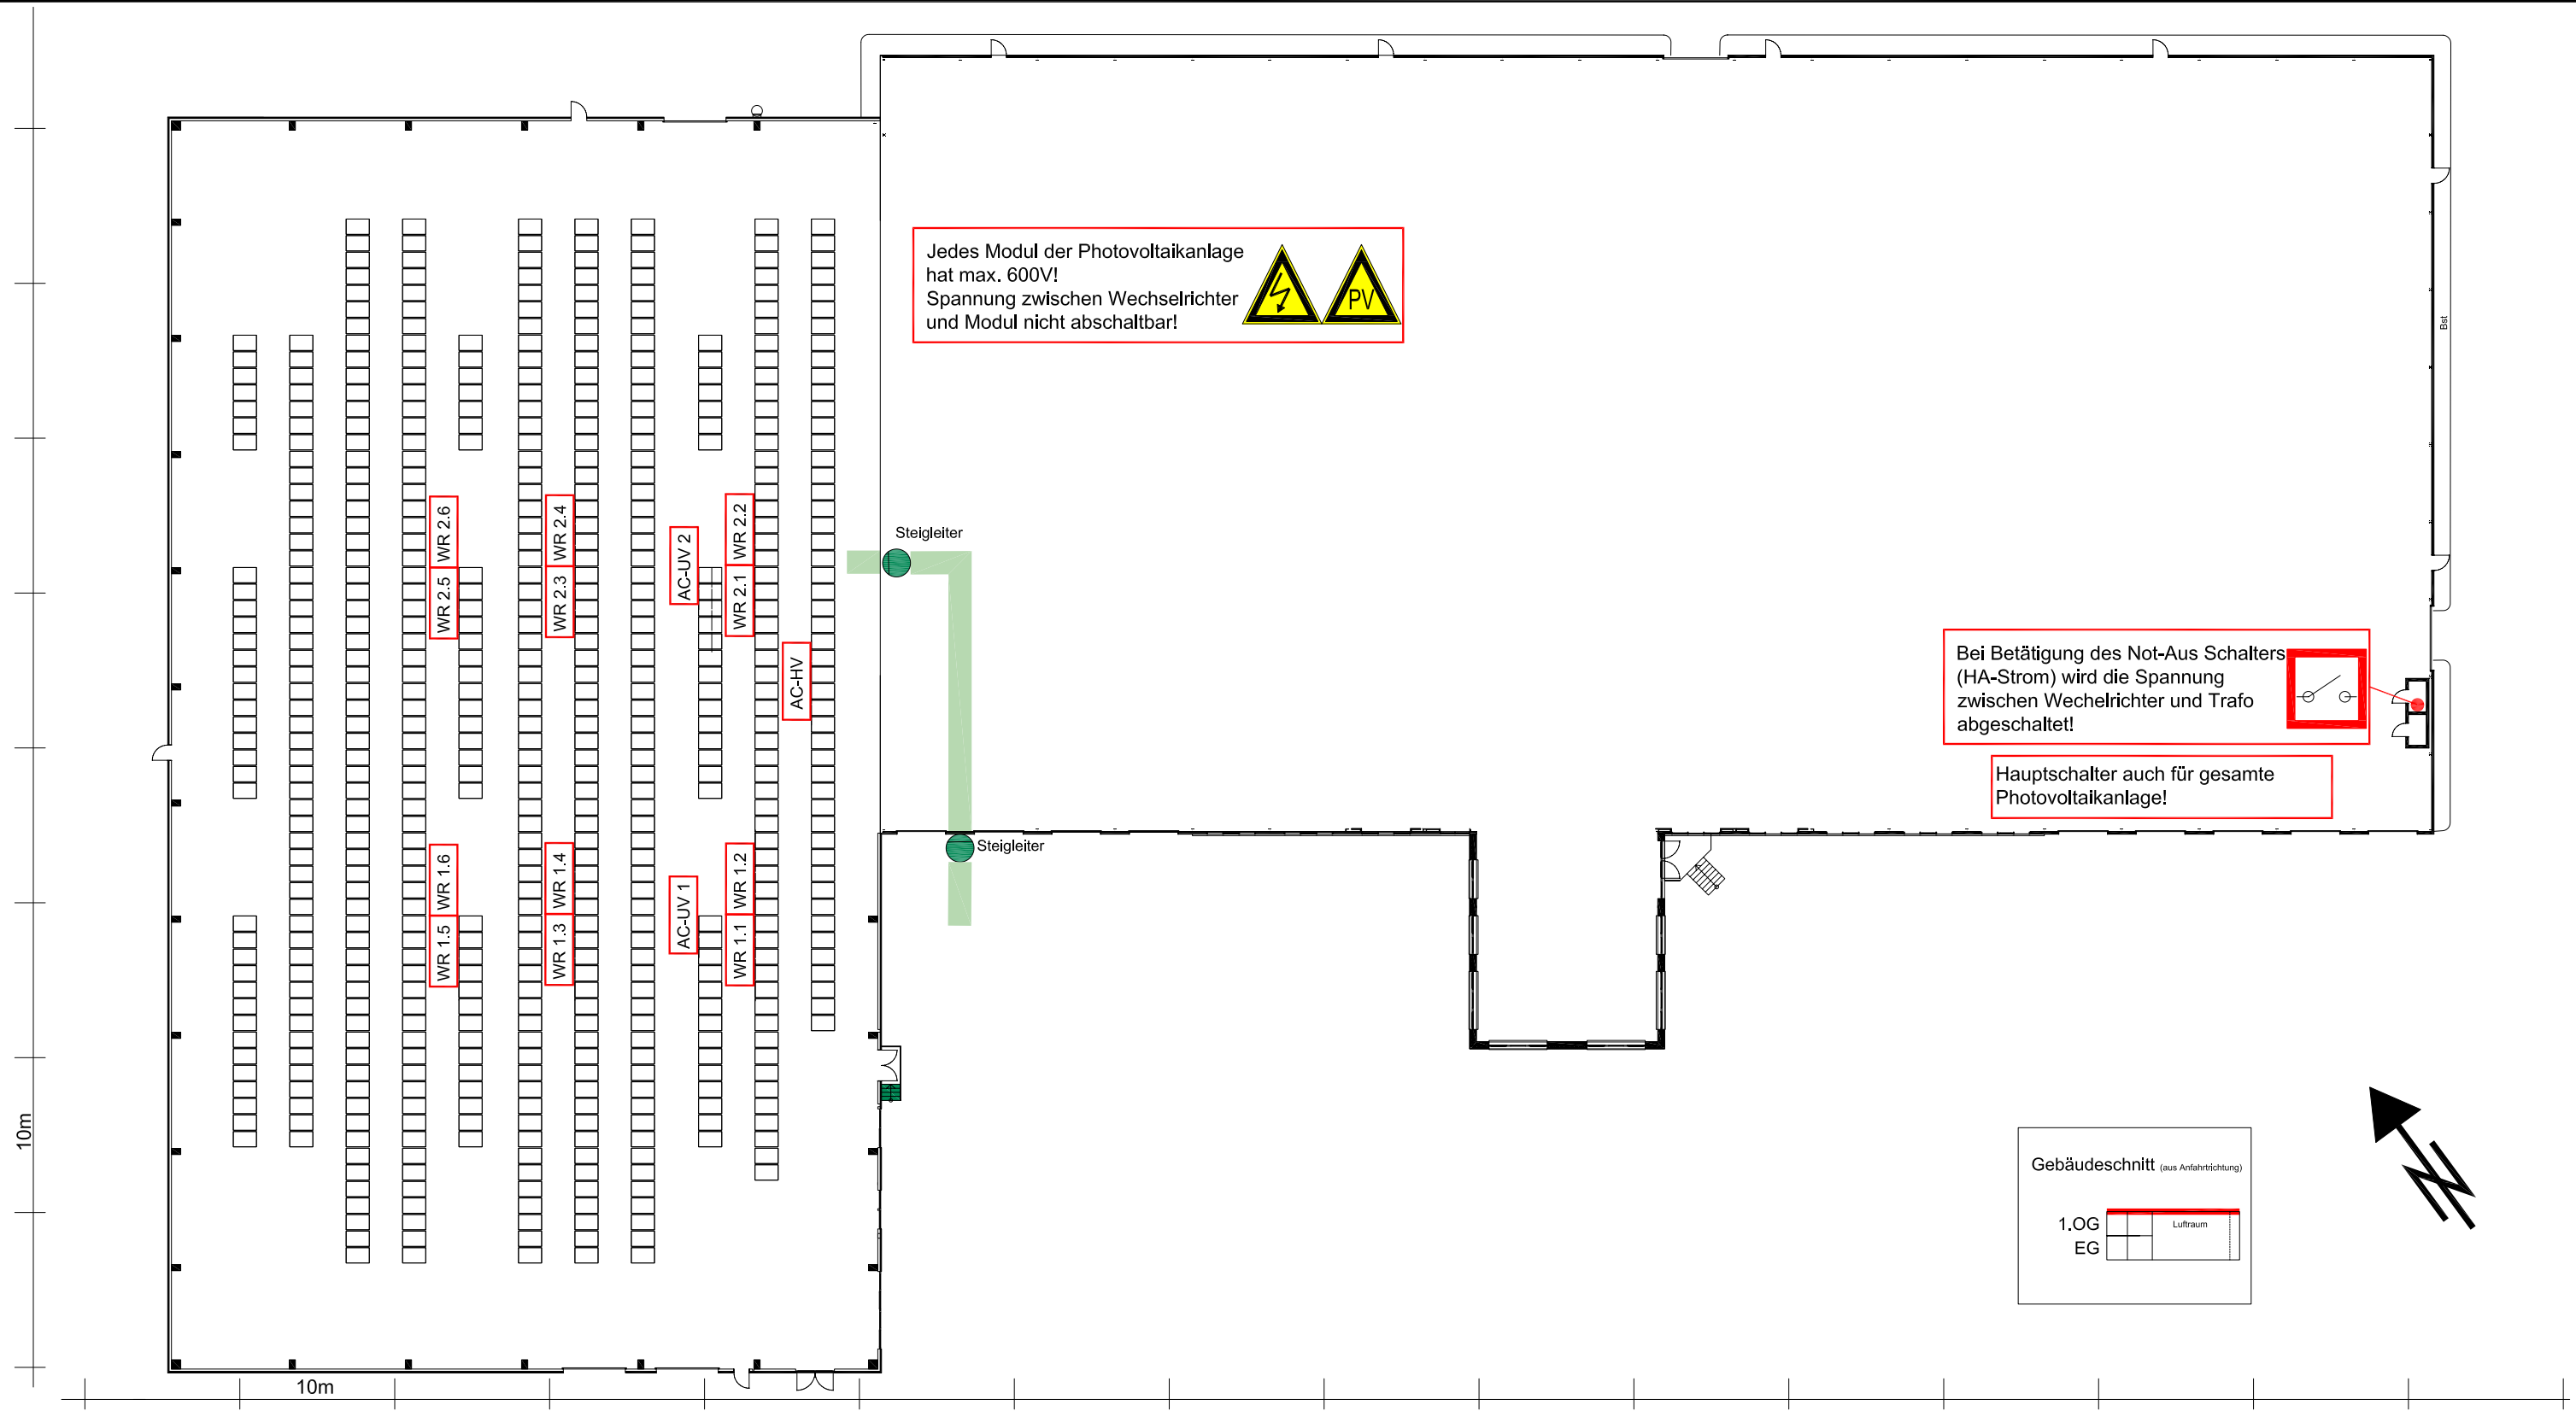 Jedes Modul der Photovoltaikanlage
hat max. 600V!
Spannung zwischen Wechselrichter
und Modul nicht abschaltbar!
PV
Bst
WR 2.6
WR 2.5
WR 2.4
WR 2.3
AC-UV 2
WR 2.2
WR 2.1
AC-HV
Steigleiter
Steigleiter
Bei Betätigung des Not-Aus Schalters
(HA-Strom) wird die Spannung
zwischen Wechelrichter und Trafo
abgeschaltet!
Hauptschalter auch für gesamte
Photovoltaikanlage!
WR 1.6
WR 1.5
WR 1.4
WR 1.3
AC-UV 1
WR 1.2
WR 1.1
Gebäudeschnitt (aus Anfahrtrichtung)
1.OG
Luftraum
EG
10m
10m